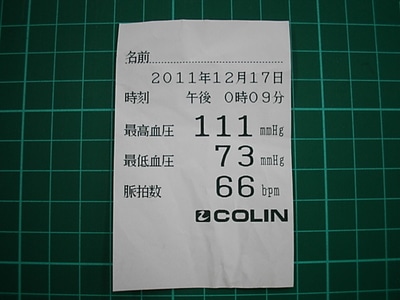 名前
2011年12月17日
時刻 午後 0時09分
最高血圧 111 mmHg
最低血圧 73 mmHg
脈拍数 66 bpm
COLIN